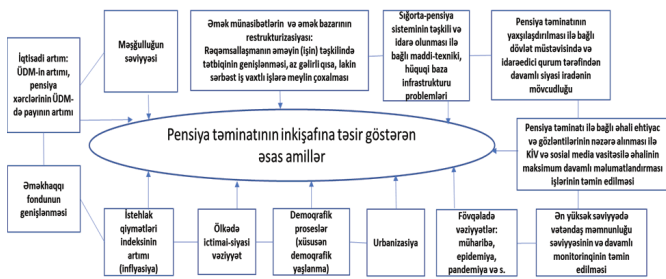 İqtisadi artım:
ÜDM-in artımı,
pensiya
xərclərinin ÜDM-
də payının artımı
Məşğulluğun
səviyyəsi
Əmək münasibətlərin və əmək bazarının
restrukturizasiyası:
Rəqəmsallaşmanın əməyin (işin) təşkilində
tətbiqinin genişlənməsi, az gəlirli qısa, lakin
sərbəst iş vaxtlı işlərə meylin çoxalması
Sığorta-pensiya
sisteminin təşkili və
idarə olunması ilə
bağlı maddi-texniki,
hüquqi baza
infrastrukturu
problemləri
Pensiya təminatının
yaxşılaşdırılması ilə bağlı
dövlət müstəvisində və
idarəedici qurum tərəfindən
davamlı siyasi iradənin
mövcudluğu
Pensiya təminatının inkişafına təsir göstərən
əsas amillər
Pensiya təminatı ilə bağlı əhali ehtiyac
və gözləntilərinin nəzərə alınması ilə
KİV və sosial media vasitəsilə əhalinin
maksimum davamlı məlumatlandırması
işlərinin təmin edilməsi
Əməkhaqqı
fondunun
genişlənməsi
İstehlak
qiymətləri
indeksinin
artımı
(inflyasiya)
Ölkədə
ictimai-siyasi
vəziyyət
Demoqrafik
proseslər
(xüsusən
demoqrafik
yaşlanma)
Urbanizasiya
Fövqəladə
vəziyyətlər:
müharibə,
epidemiya,
pandemiya və s.
Ən yüksək səviyyədə
vətəndaş məmnunluğu
səviyyəsinin və davamlı
monitorinqinin təmin
edilməsi